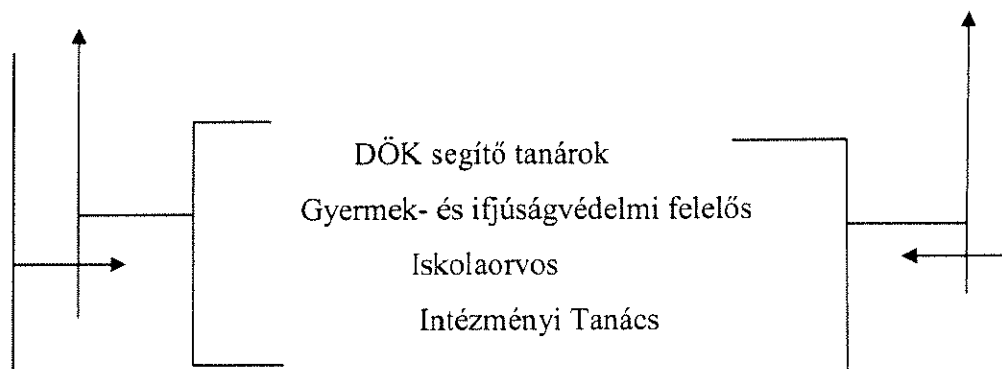 DÖK segítő tanárok
Gyermek- és ifjúságvédelmi felelős
Iskolaorvos
Intézményi Tanács